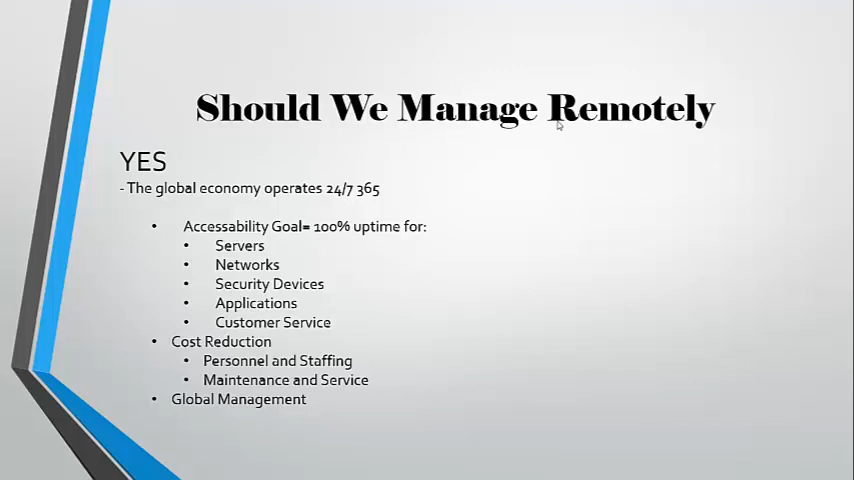 Should We Manage Remotely
YES
- The global economy operates 24/7 365
• Accessability Goal= 100% uptime for:
• Servers
• Networks
• Security Devices
• Applications
• Customer Service
• Cost Reduction
• Personnel and Staffing
• Maintenance and Service
• Global Management